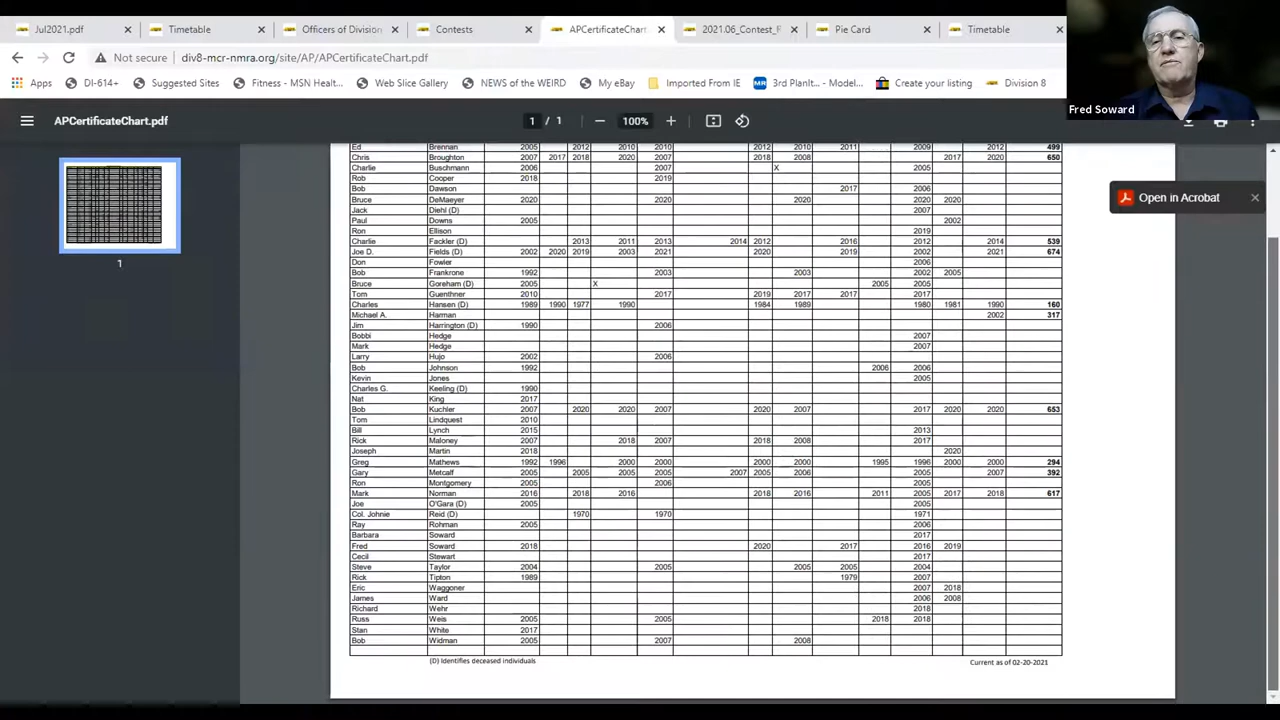 Jul2021.pdf Timetable Officers of Division Contests APCertificateChart. 2021.06_Contest_ Pie Card Timetable
Not secure div8-mcr-nmra.org/site/AP/APCertificateChart.pdf
Apps DI-614+ Suggested Sites Fitness - MSN Healt... Web Slice Gallery NEWS of the WEIRD My eBay Imported From IE 3rd PlanIt - Model... Create your listing Division 8
Fred Soward
APCertificateChart.pdf 1 / 1 100%
Open in Acrobat
1
Ed Brennan 2005 2012 2010 2010 2012 2010 2011 2009 2012 499
Chris Broughton 2007 2017 2018 2020 2007 2018 2008 2017 2020 650
Charlie Buschmann 2006 2007 X 2005
Rob Cooper 2018 2019
Bob Dawson 2017 2006
Bruce DeMaeyer 2020 2020 2020 2020 2020
Jack Diehl (D) 2007
Paul Downs 2005 2002
Ron Ellison 2019
Charlie Fackler (D) 2013 2011 2013 2014 2012 2016 2012 2014 539
Joe D. Fields (D) 2002 2020 2019 2003 2021 2020 2019 2002 2021 674
Don Fowler 2006
Bob Frankrone 1992 2003 2003 2002 2005
Bruce Goreham (D) 2005 X 2005 2005
Tom Guenthner 2010 2017 2019 2017 2017 2017
Charles Hansen (D) 1989 1990 1977 1990 1984 1989 1980 1981 1990 160
Michael A. Harman 2002 317
Jim Harrington (D) 1990 2006
Bobbi Hedge 2007
Mark Hedge 2007
Larry Hujo 2002 2006
Bob Johnson 1992 2006 2006
Kevin Jones 2005
Charles G. Keeling (D) 1990
Nat King 2017
Bob Kuchler 2007 2020 2020 2007 2020 2007 2017 2020 2020 653
Tom Lindquest 2010
Bill Lynch 2015 2013
Rick Maloney 2007 2018 2007 2018 2008 2017
Joseph Martin 2018 2020
Greg Mathews 1992 1996 2000 2000 2000 2000 1995 1996 2000 2000 294
Gary Metcalf 2005 2005 2005 2005 2007 2005 2006 2005 2007 392
Ron Montgomery 2005 2006 2005
Mark Norman 2016 2018 2016 2018 2016 2011 2005 2017 2018 617
Joe O'Gara (D) 2005 2005
Col. Johnie Reid (D) 1970 1970 1971
Ray Rohman 2005 2006
Barbara Soward 2017
Fred Soward 2018 2020 2017 2016 2019
Cecil Stewart 2017
Steve Taylor 2004 2005 2005 2005 2004
Rick Tipton 1989 1979 2007
Eric Waggoner 2007 2018
James Ward 2006 2008
Richard Wehr 2018
Russ Weis 2005 2005 2018 2018
Stan White 2017
Bob Widman 2005 2007 2008
(D) Identifies deceased individuals Current as of 02-20-2021